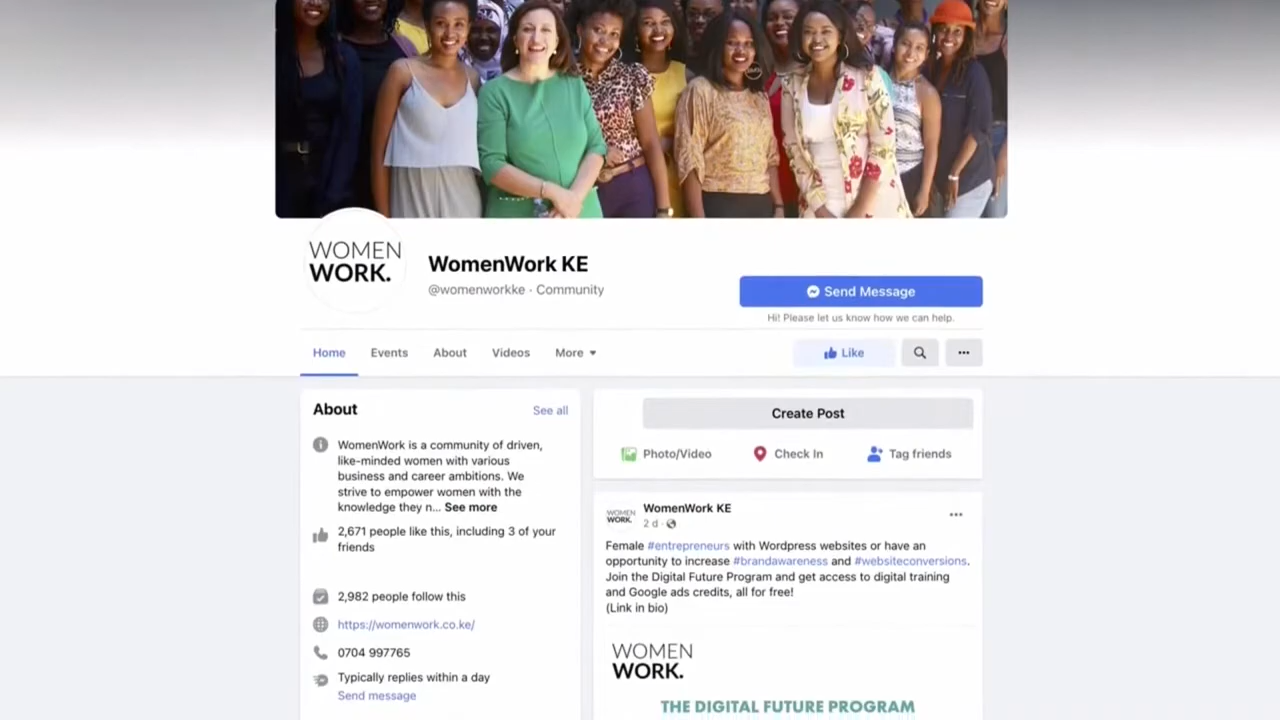 WOMEN
WORK.
WomenWork KE
@womenworkke · Community
Send Message
Hi! Please let us know how we can help.
Home
Events
About
Videos
More
Like
About
See all
WomenWork is a community of driven,
like-minded women with various
business and career ambitions. We
strive to empower women with the
knowledge they n... See more
2,671 people like this, including 3 of your
friends
2,982 people follow this
https://womenwork.co.ke/
0704 997765
Typically replies within a day
Send message
Create Post
Photo/Video
Check In
Tag friends
WOMEN
WORK.
WomenWork KE
2 d ·
Female #entrepreneurs with Wordpress websites or have an
opportunity to increase #brandawareness and #websiteconversions.
Join the Digital Future Program and get access to digital training
and Google ads credits, all for free!
(Link in bio)
WOMEN
WORK.
THE DIGITAL FUTURE PROGRAM